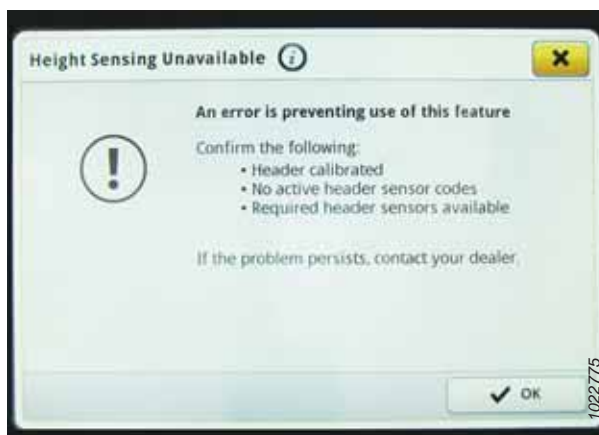 Height Sensing Unavailable
An error is preventing use of this feature
Confirm the following:
• Header calibrated
• No active header sensor codes
• Required header sensors available
If the problem persists, contact your dealer.
OK
1022775